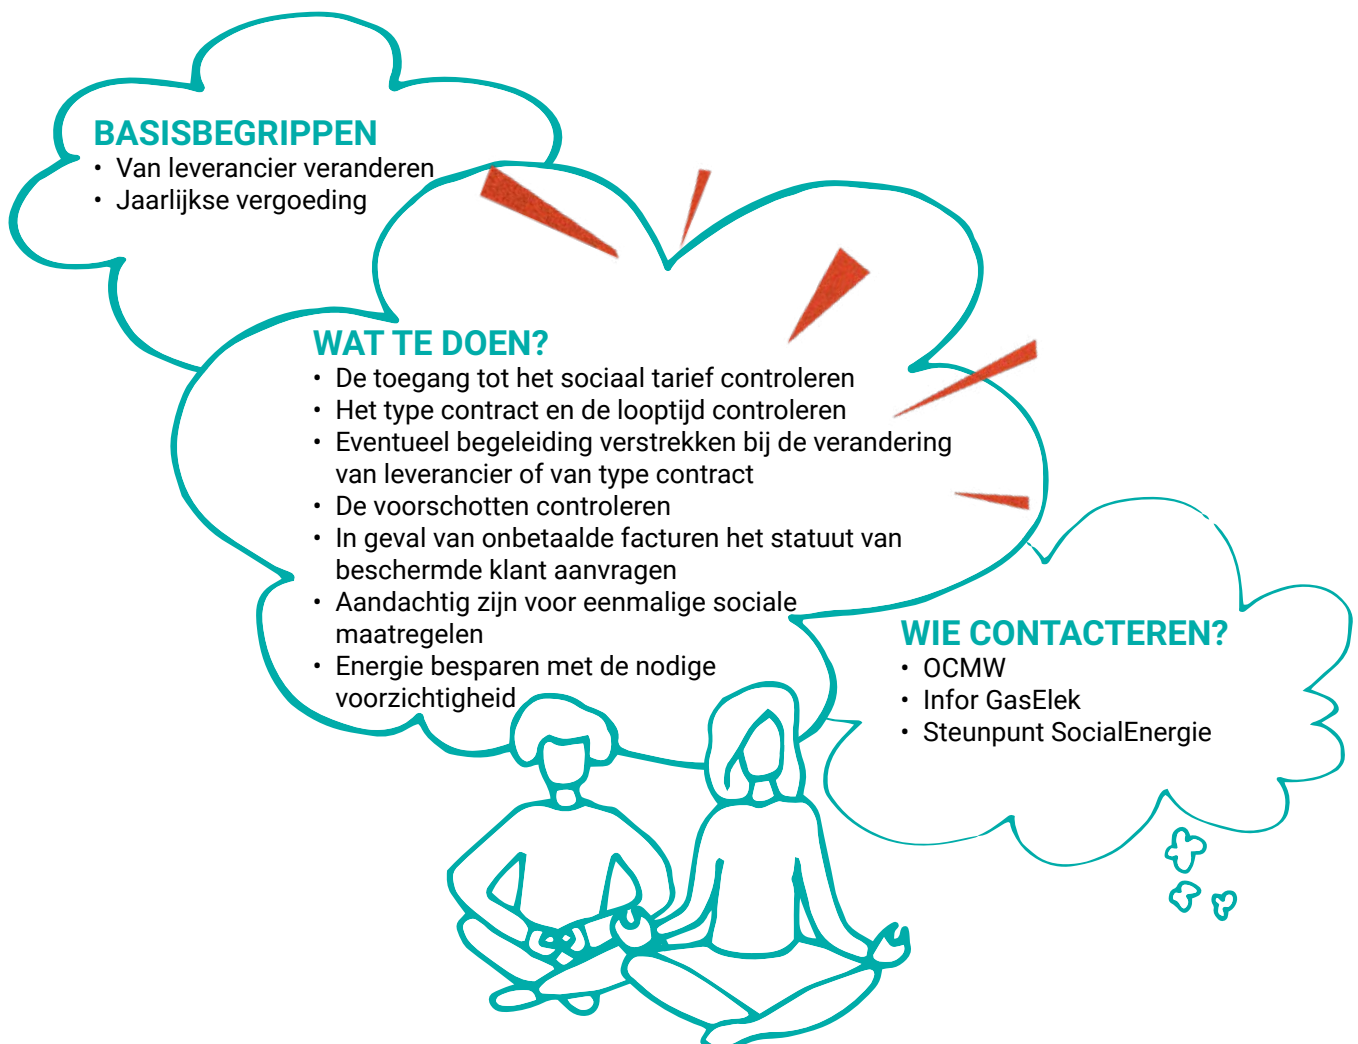 BASISBEGRIPPEN
• Van leverancier veranderen
• Jaarlijkse vergoeding
WAT TE DOEN?
• De toegang tot het sociaal tarief controleren
• Het type contract en de looptijd controleren
• Eventueel begeleiding verstrekken bij de verandering
van leverancier of van type contract
• De voorschotten controleren
• In geval van onbetaalde facturen het statuut van
beschermde klant aanvragen
• Aandachtig zijn voor eenmalige sociale
maatregelen
• Energie besparen met de nodige
voorzichtigheid
WIE CONTACTEREN?
• OCMW
• Infor GasElek
• Steunpunt SocialEnergie